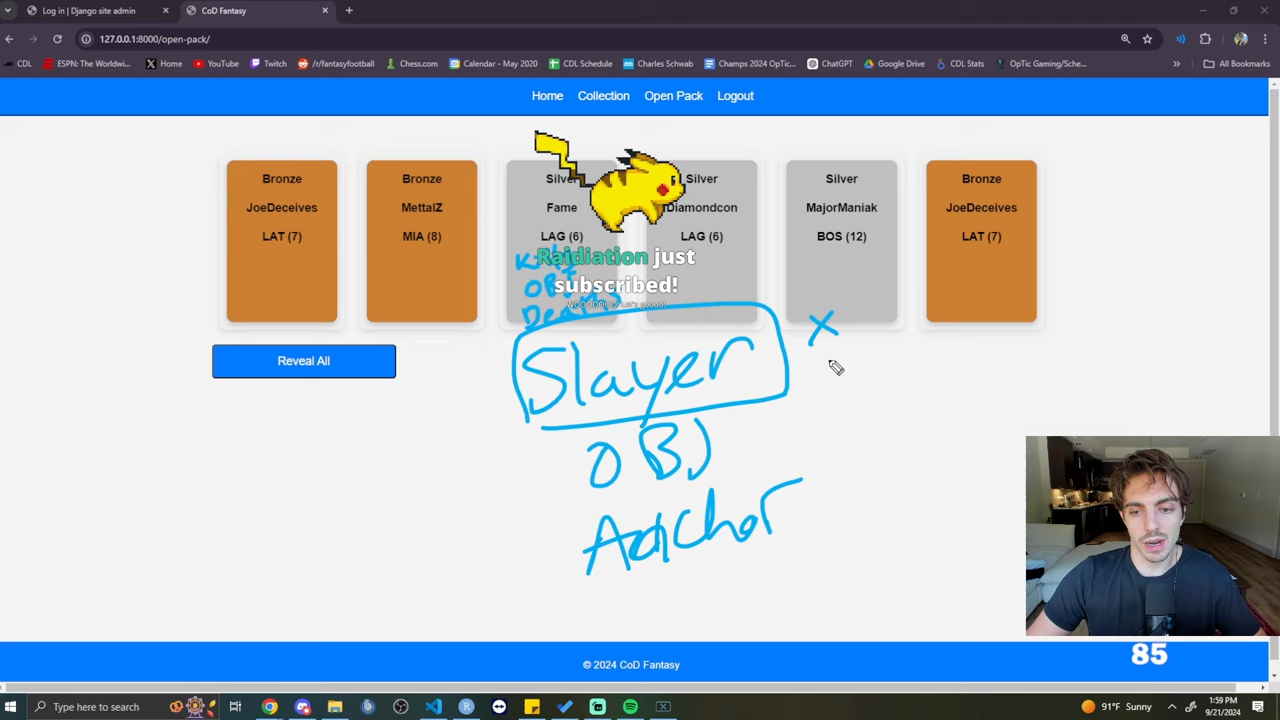 Log in | Django site admin
CoD Fantasy
127.0.0.1:8000/open-pack/
CDL
ESPN: The Worldwi...
Home
YouTube
Twitch
/r/fantasyfootball
Chess.com
Calendar - May 2020
CDL Schedule
Charles Schwab
Champs 2024 OpTic...
ChatGPT
Google Drive
CDL Stats
OpTic Gaming/Sche...
All Bookmarks
Home Collection Open Pack Logout
Bronze
JoeDeceives
LAT (7)
Bronze
MettalZ
MIA (8)
Silver
Fame
LAG (6)
Silver
Diamondcon
LAG (6)
Silver
MajorManiak
BOS (12)
Bronze
JoeDeceives
LAT (7)
Raidiation just
subscribed!
OBJ
Deaths
Reveal All
Slayer X
OBJ
Anchor
© 2024 CoD Fantasy
85
Type here to search
91°F Sunny
1:59 PM
9/21/2024